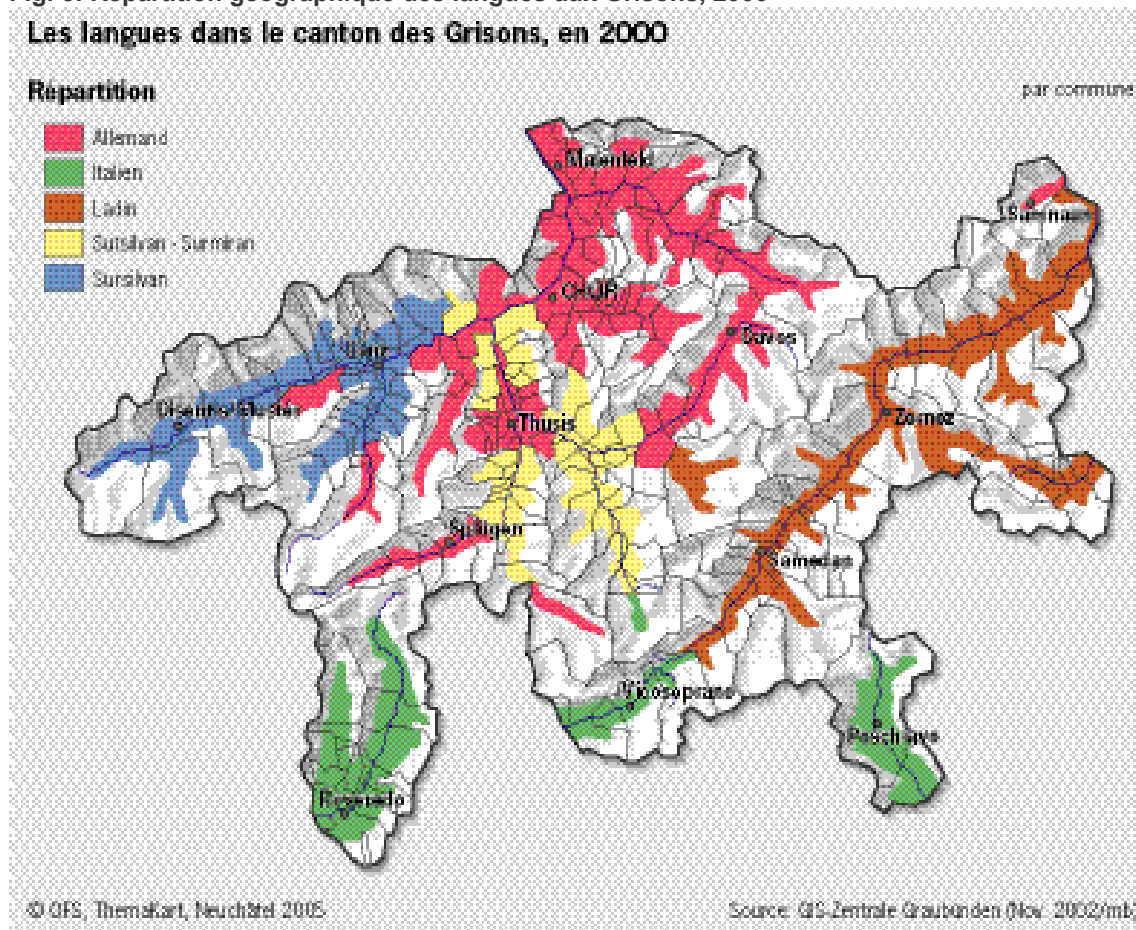 Les langues dans le canton des Grisons, en 2000
Répartition
par commune
Allemand
Italien
Ladin
Sutsilvan - Surmiran
Sursilvan
Maienfeld
Samnaun
CHUR
Davos
Ilanz
Disentis/Mustér
Thusis
Zernez
Splügen
Samedan
Vicosoprano
Poschiavo
Roveredo
© OFS, ThemaKart, Neuchâtel 2005
Source: GIS-Zentrale Graubünden (Nov. 2002/mb)